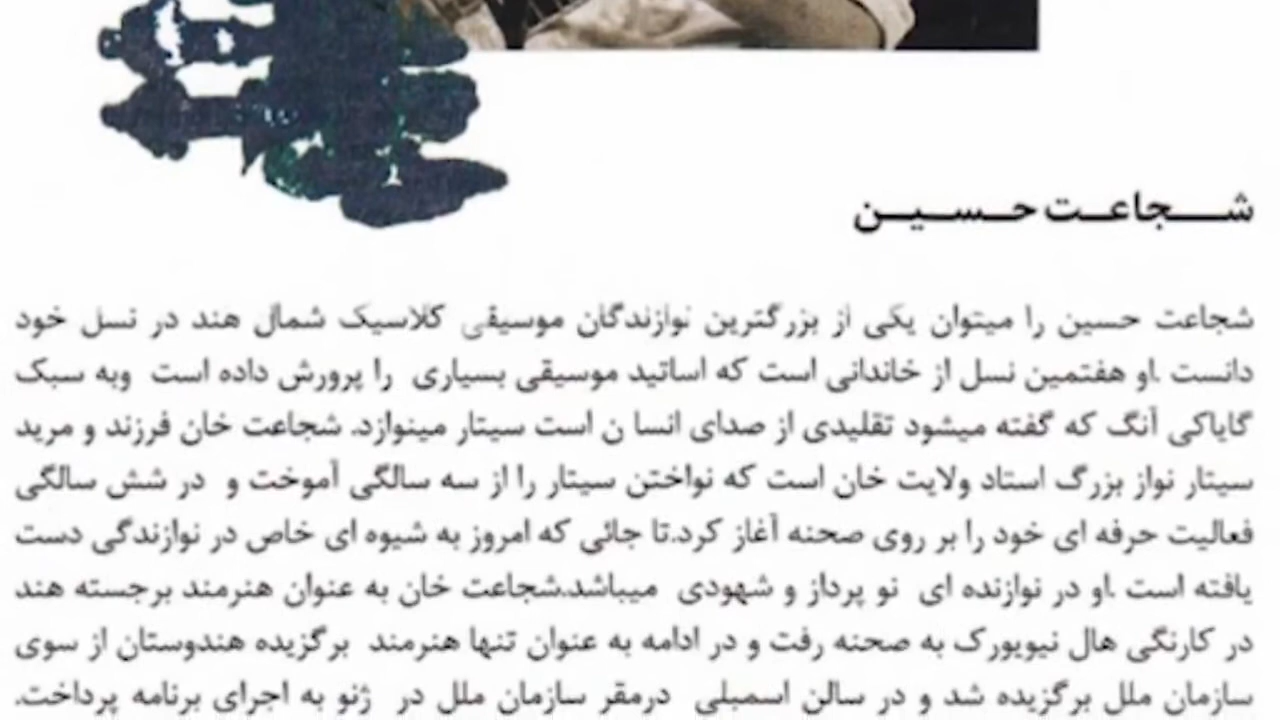 شجاعت حسین
شجاعت حسین را میتوان یکی از بزرگترین نوازندگان موسیقی کلاسیک شمال هند در نسل خود
دانست .او هفتمین نسل از خاندانی است که اساتید موسیقی بسیاری را پرورش داده است وبه سبک
گایاکی آنگ که گفته میشود تقلیدی از صدای انسا ن است سیتار مینوازد. شجاعت خان فرزند و مرید
سیتار نواز بزرگ استاد ولایت خان است که نواختن سیتار را از سه سالگی آموخت و در شش سالگی
فعالیت حرفه ای خود را بر روی صحنه آغاز کرد.تا جائی که امروز به شیوه ای خاص در نوازندگی دست
یافته است .او در نوازنده ای نو پرداز و شهودی میباشد.شجاعت خان به عنوان هنرمند برجسته هند
در کارنگی هال نیویورک به صحنه رفت و در ادامه به عنوان تنها هنرمند برگزیده هندوستان از سوی
سازمان ملل برگزیده شد و در سالن اسمبلی درمقر سازمان ملل در ژنو به اجرای برنامه پرداخت.